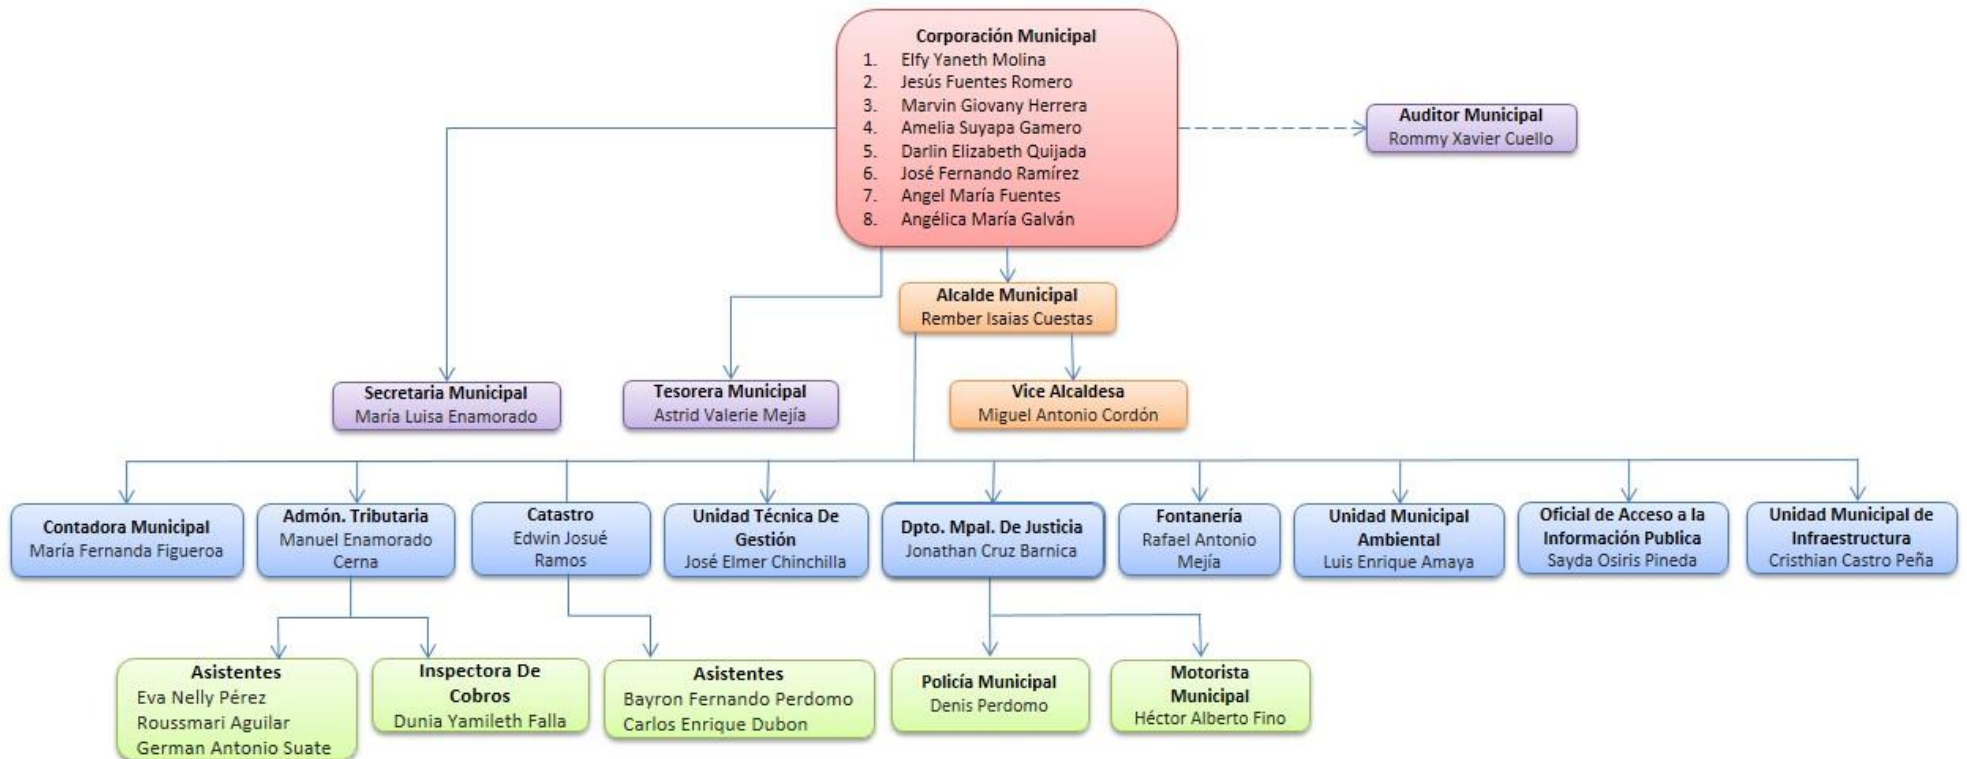 Corporación Municipal
1. Elfy Yaneth Molina
2. Jesús Fuentes Romero
3. Marvin Giovany Herrera
4. Amelia Suyapa Gamero
5. Darlin Elizabeth Quijada
6. José Fernando Ramírez
7. Angel María Fuentes
8. Angélica María Galván
Auditor Municipal
Rommy Xavier Cuello
Alcalde Municipal
Rember Isaias Cuestas
Secretaria Municipal
María Luisa Enamorado
Tesorera Municipal
Astrid Valerie Mejía
Vice Alcaldesa
Miguel Antonio Cordón
Contadora Municipal
María Fernanda Figueroa
Admón. Tributaria
Manuel Enamorado
Cerna
Catastro
Edwin Josué
Ramos
Unidad Técnica De
Gestión
José Elmer Chinchilla
Dpto. Mpal. De Justicia
Jonathan Cruz Barnica
Fontanería
Rafael Antonio
Mejía
Unidad Municipal
Ambiental
Luis Enrique Amaya
Oficial de Acceso a la
Información Publica
Sayda Osiris Pineda
Unidad Municipal de
Infraestructura
Cristhian Castro Peña
Asistentes
Eva Nelly Pérez
Roussmari Aguilar
German Antonio Suate
Inspectora De
Cobros
Dunia Yamileth Falla
Asistentes
Bayron Fernando Perdomo
Carlos Enrique Dubon
Policía Municipal
Denis Perdomo
Motorista
Municipal
Héctor Alberto Fino